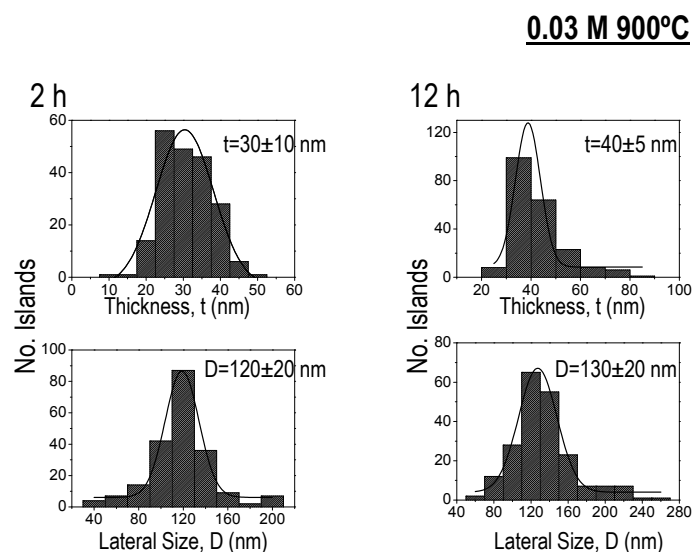 0.03 M 900ºC
2 h
12 h
60
40
20
0
t=30±10 nm
0 10 20 30 40 50 60
Thickness, t (nm)
120
80
40
0
t=40±5 nm
20 40 60 80 100
Thickness, t (nm)
No. Islands
No. Islands
100
80
60
40
20
0
D=120±20 nm
40 80 120 160 200
Lateral Size, D (nm)
80
60
40
20
0
D=130±20 nm
40 80 120 160 200 240 280
Lateral Size, D (nm)